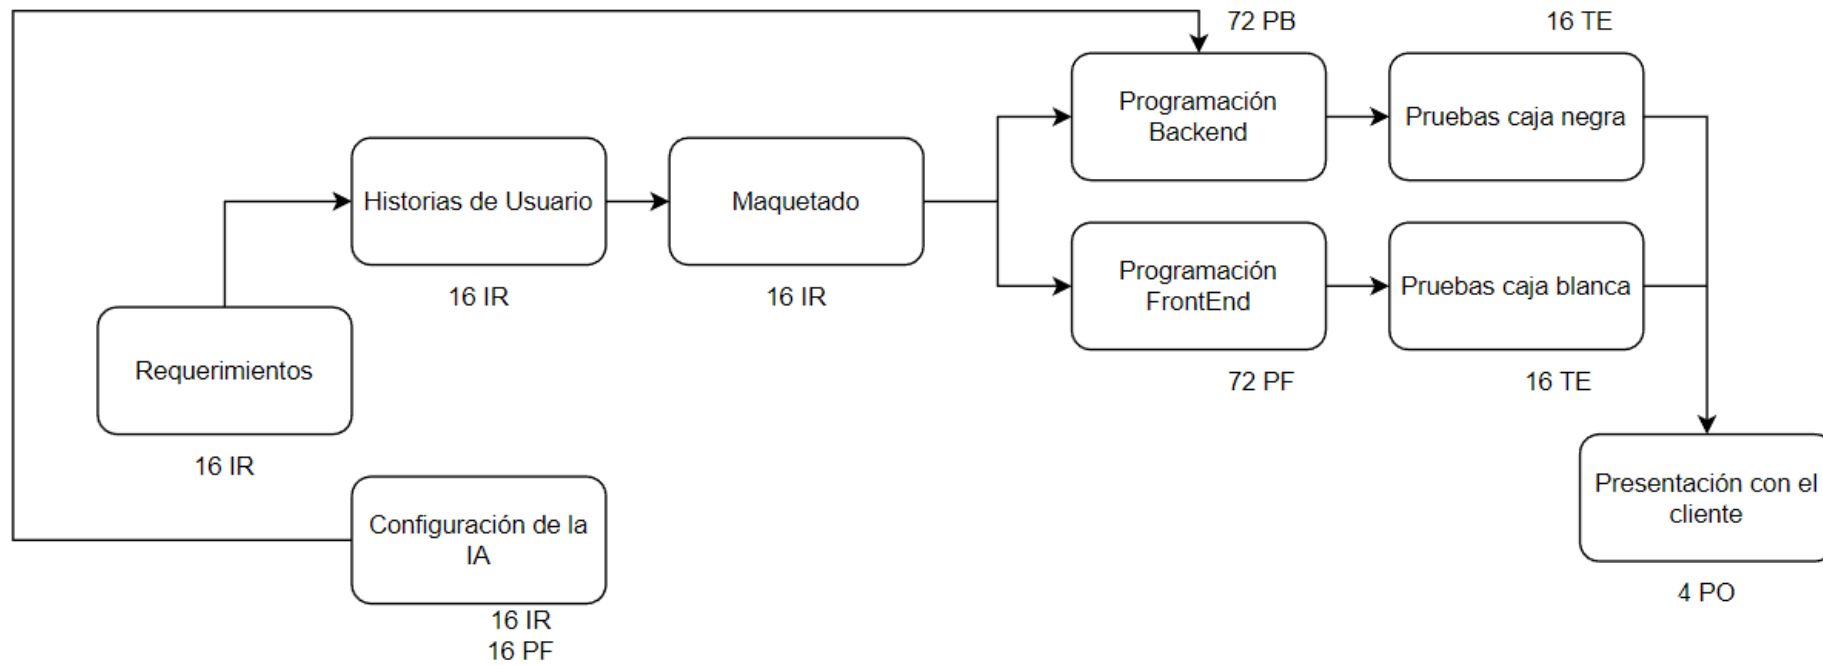 72 PB
16 TE
Programación
Backend
Pruebas caja negra
Historias de Usuario
Maquetado
16 IR
16 IR
Programación
FrontEnd
Pruebas caja blanca
72 PF
16 TE
Requerimientos
16 IR
Configuración de la
IA
16 IR
16 PF
Presentación con el
cliente
4 PO